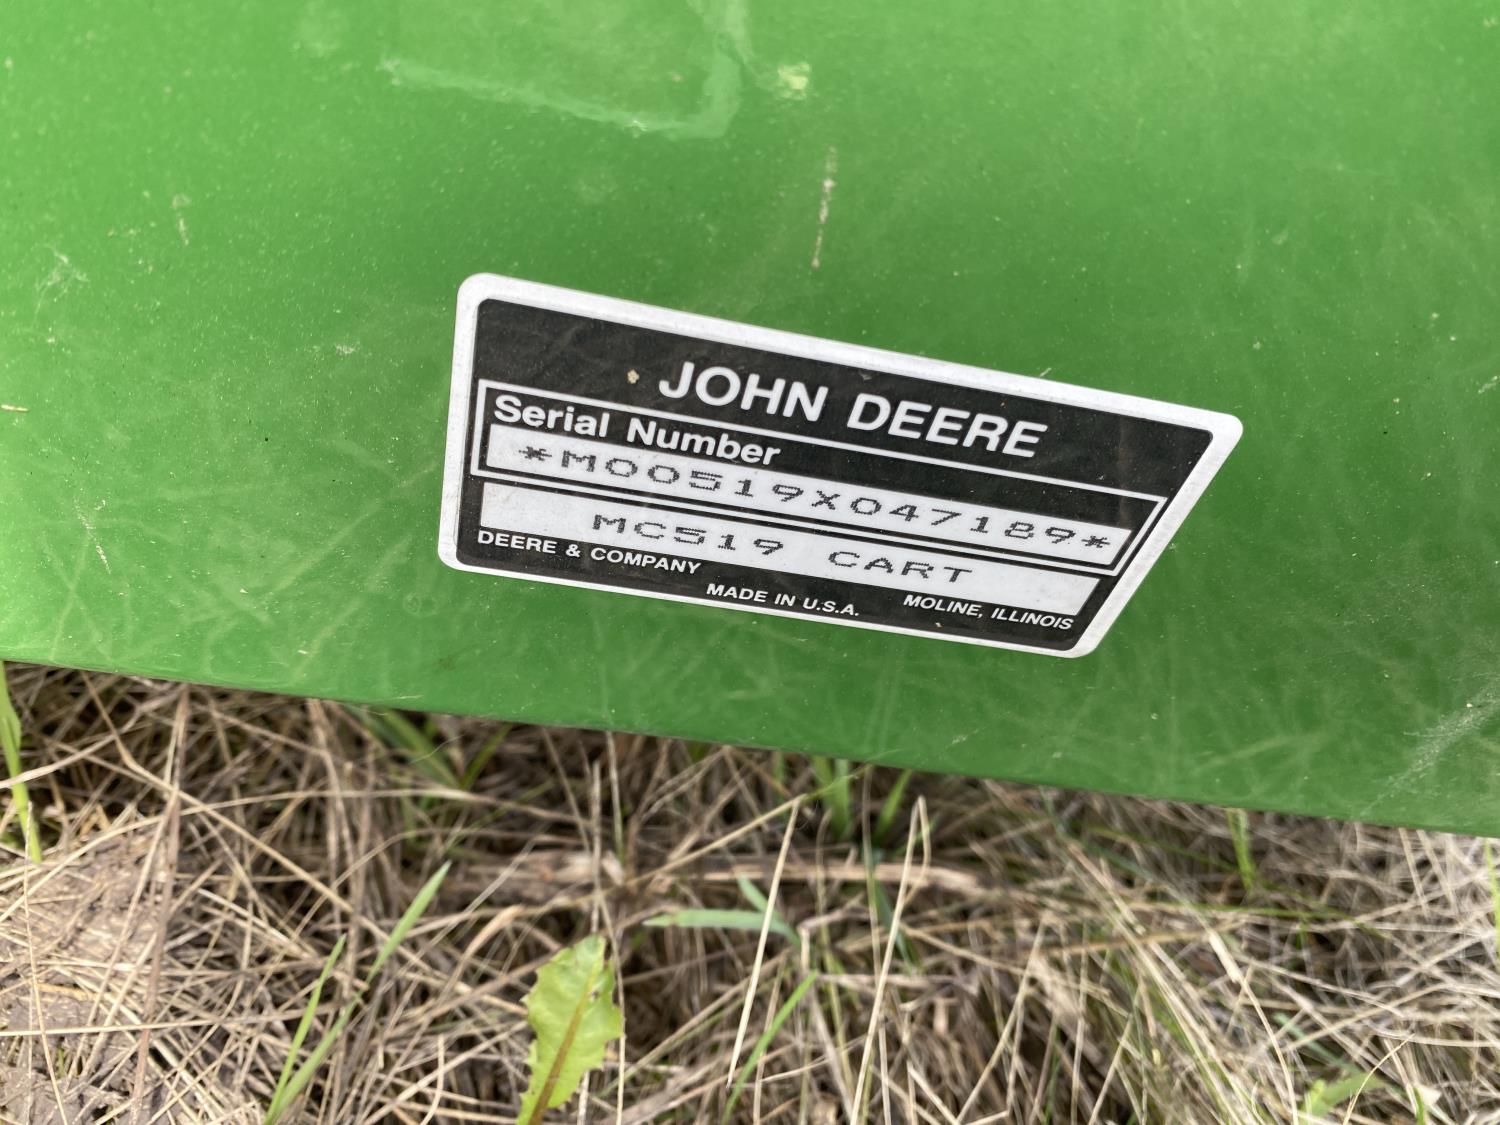 JOHN DEERE
Serial Number
*M00519X047189*
MC519 CART
DEERE & COMPANY
MADE IN U.S.A.
MOLINE, ILLINOIS